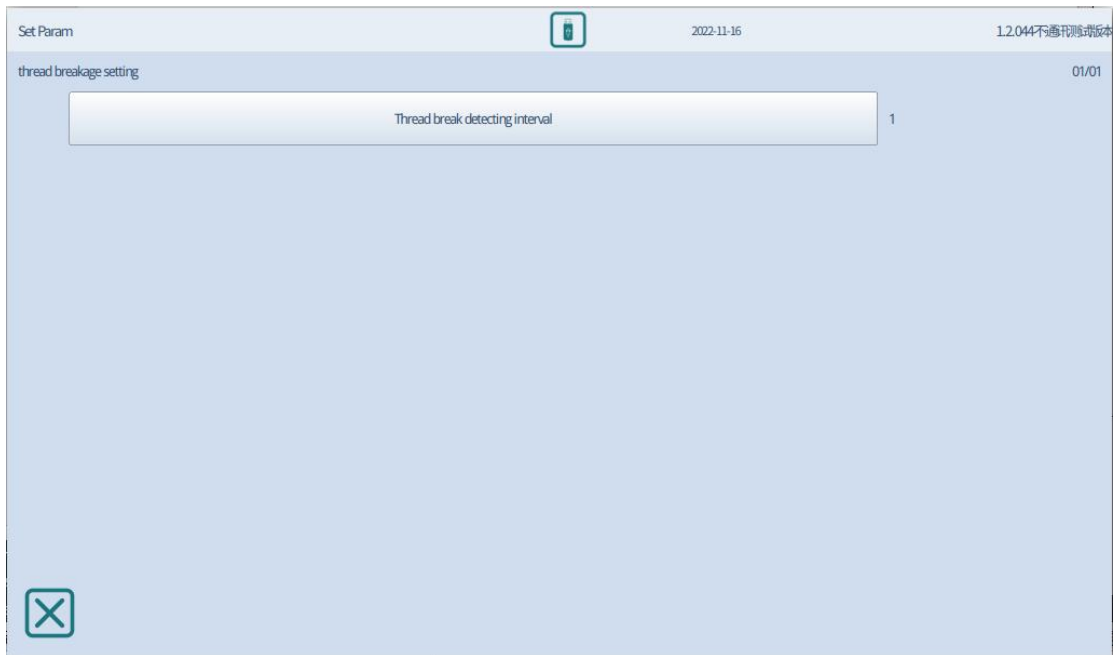 Set Param
2022-11-16
1.2.044不通讯测试版本
thread breakage setting
01/01
Thread break detecting interval
1